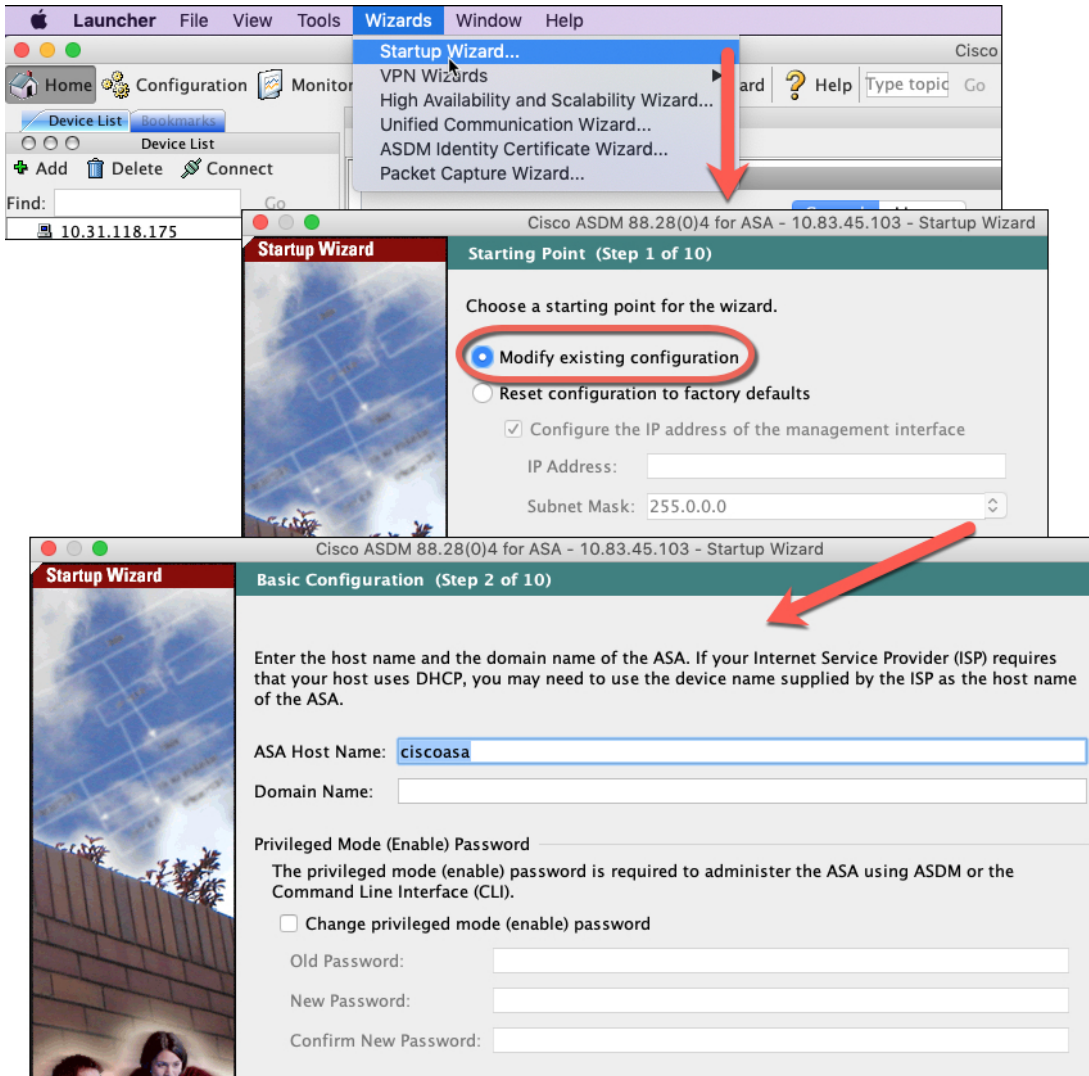 Launcher File View Tools Wizards Window Help
Startup Wizard...
Cisco
VPN Wizards
Home Configuration Monitor ard Help Type topic Go
High Availability and Scalability Wizard...
Device List Bookmarks
Unified Communication Wizard...
Device List
ASDM Identity Certificate Wizard...
Add Delete Connect
Packet Capture Wizard...
Find: Go
10.31.118.175
Cisco ASDM 88.28(0)4 for ASA - 10.83.45.103 - Startup Wizard
Startup Wizard
Starting Point (Step 1 of 10)
Choose a starting point for the wizard.
Modify existing configuration
Reset configuration to factory defaults
Configure the IP address of the management interface
IP Address:
Subnet Mask: 255.0.0.0
Cisco ASDM 88.28(0)4 for ASA - 10.83.45.103 - Startup Wizard
Startup Wizard
Basic Configuration (Step 2 of 10)
Enter the host name and the domain name of the ASA. If your Internet Service Provider (ISP) requires
that your host uses DHCP, you may need to use the device name supplied by the ISP as the host name
of the ASA.
ASA Host Name: ciscoasa
Domain Name:
Privileged Mode (Enable) Password
The privileged mode (enable) password is required to administer the ASA using ASDM or the
Command Line Interface (CLI).
Change privileged mode (enable) password
Old Password:
New Password:
Confirm New Password: